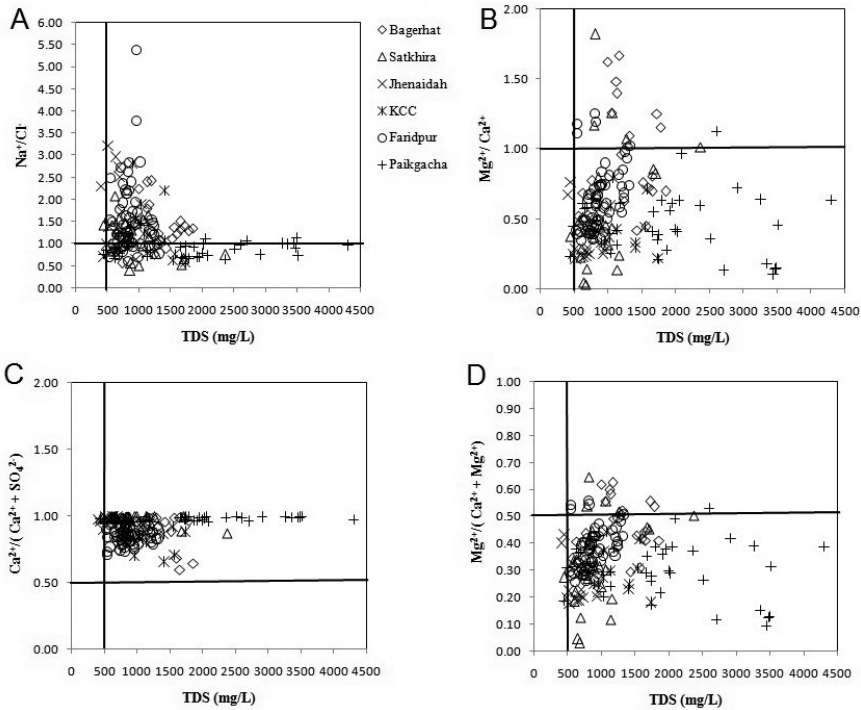 A
Na⁺/Cl⁻
6.00
5.50
5.00
4.50
4.00
3.50
3.00
2.50
2.00
1.50
1.00
0.50
0.00
0 500 1000 1500 2000 2500 3000 3500 4000 4500
TDS (mg/L)
Bagerhat
Satkhira
Jhenaidah
KCC
Faridpur
Paikgacha
B
Mg²⁺/ Ca²⁺
2.00
1.50
1.00
0.50
0.00
0 500 1000 1500 2000 2500 3000 3500 4000 4500
TDS (mg/L)
C
Ca²⁺/( Ca²⁺ + SO₄²⁻)
2.00
1.50
1.00
0.50
0.00
0 500 1000 1500 2000 2500 3000 3500 4000 4500
TDS (mg/L)
D
Mg²⁺/( Ca²⁺ + Mg²⁺)
1.00
0.90
0.80
0.70
0.60
0.50
0.40
0.30
0.20
0.10
0.00
0 500 1000 1500 2000 2500 3000 3500 4000 4500
TDS (mg/L)